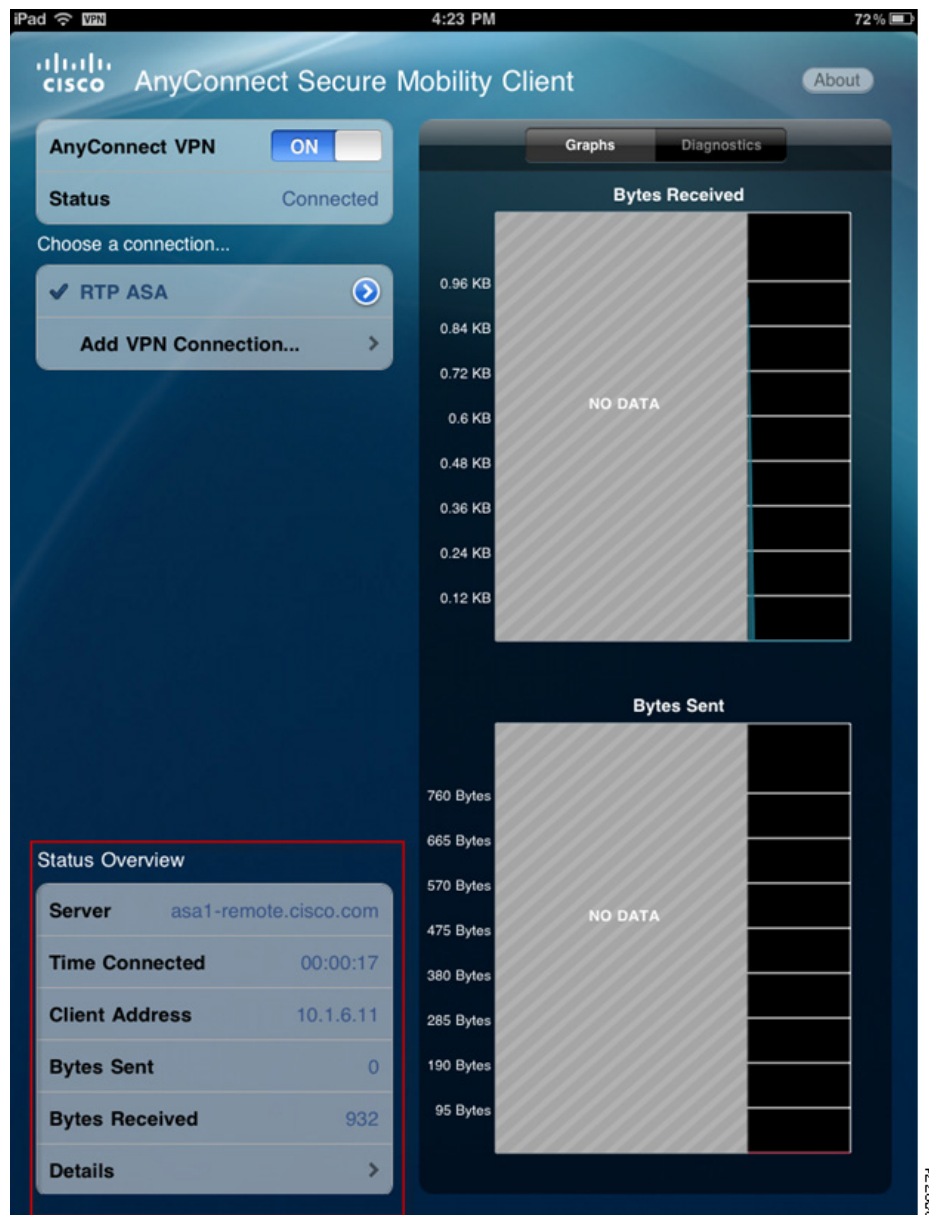 iPad VPN 4:23 PM 72%
CISCO AnyConnect Secure Mobility Client About
AnyConnect VPN ON
Status Connected
Choose a connection...
RTP ASA
Add VPN Connection...
Status Overview
Server asa1-remote.cisco.com
Time Connected 00:00:17
Client Address 10.1.6.11
Bytes Sent 0
Bytes Received 932
Details
Graphs Diagnostics
Bytes Received
0.96 KB
0.84 KB
0.72 KB
NO DATA
0.6 KB
0.48 KB
0.36 KB
0.24 KB
0.12 KB
Bytes Sent
760 Bytes
665 Bytes
570 Bytes
NO DATA
475 Bytes
380 Bytes
285 Bytes
190 Bytes
95 Bytes